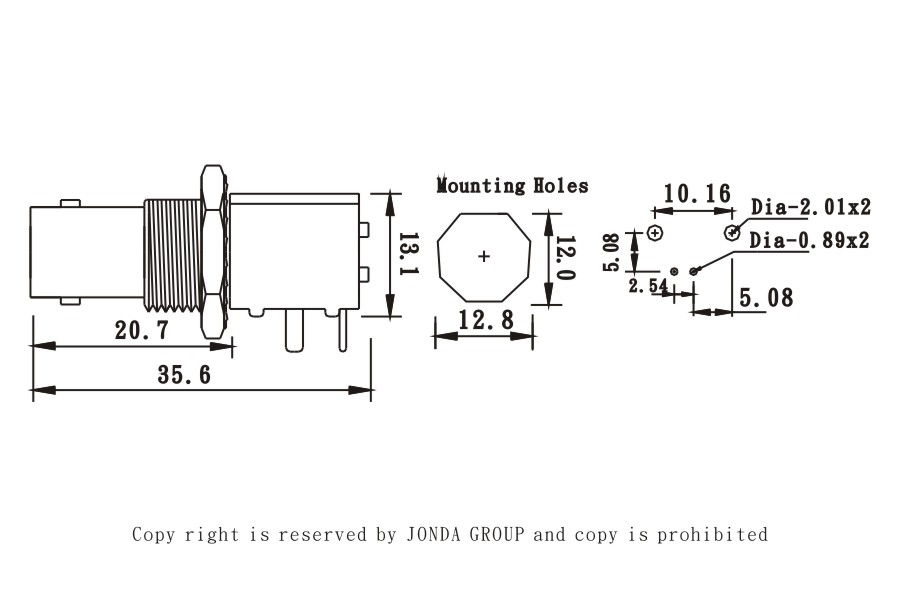 Mounting Holes
10.16
Dia-2.01x2
Dia-0.89x2
5.08
2.54
5.08
13.1
12.0
12.8
20.7
35.6
Copy right is reserved by JONDA GROUP and copy is prohibited